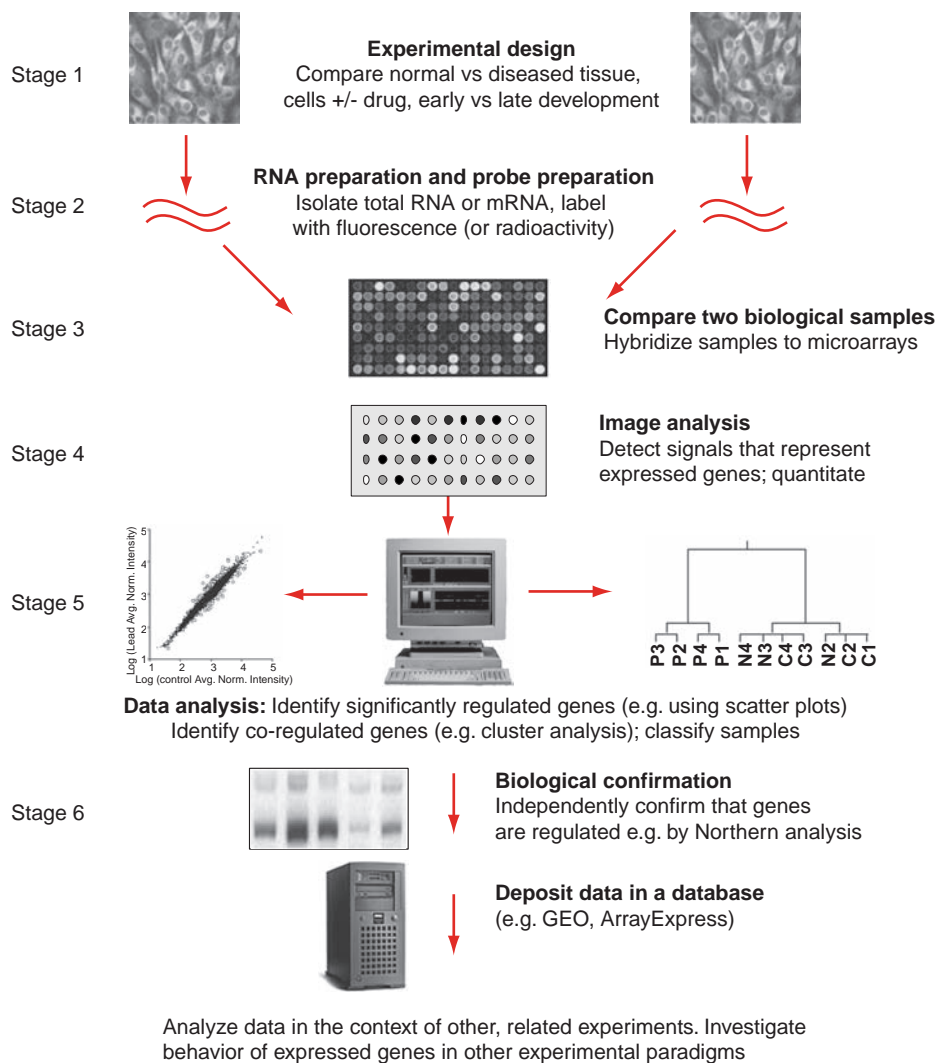 Stage 1
Experimental design
Compare normal vs diseased tissue,
cells +/- drug, early vs late development
Stage 2
RNA preparation and probe preparation
Isolate total RNA or mRNA, label
with fluorescence (or radioactivity)
Stage 3
Compare two biological samples
Hybridize samples to microarrays
Stage 4
Image analysis
Detect signals that represent
expressed genes; quantitate
Stage 5
Log (Lead Avg. Norm. Intensity)
5
4
3
2
1
1 2 3 4 5
Log (control Avg. Norm. Intensity)
P3 P2 P4 P1 N4 N3 C4 C3 N2 C2 C1
Data analysis: Identify significantly regulated genes (e.g. using scatter plots)
Identify co-regulated genes (e.g. cluster analysis); classify samples
Stage 6
Biological confirmation
Independently confirm that genes
are regulated e.g. by Northern analysis
Deposit data in a database
(e.g. GEO, ArrayExpress)
Analyze data in the context of other, related experiments. Investigate
behavior of expressed genes in other experimental paradigms